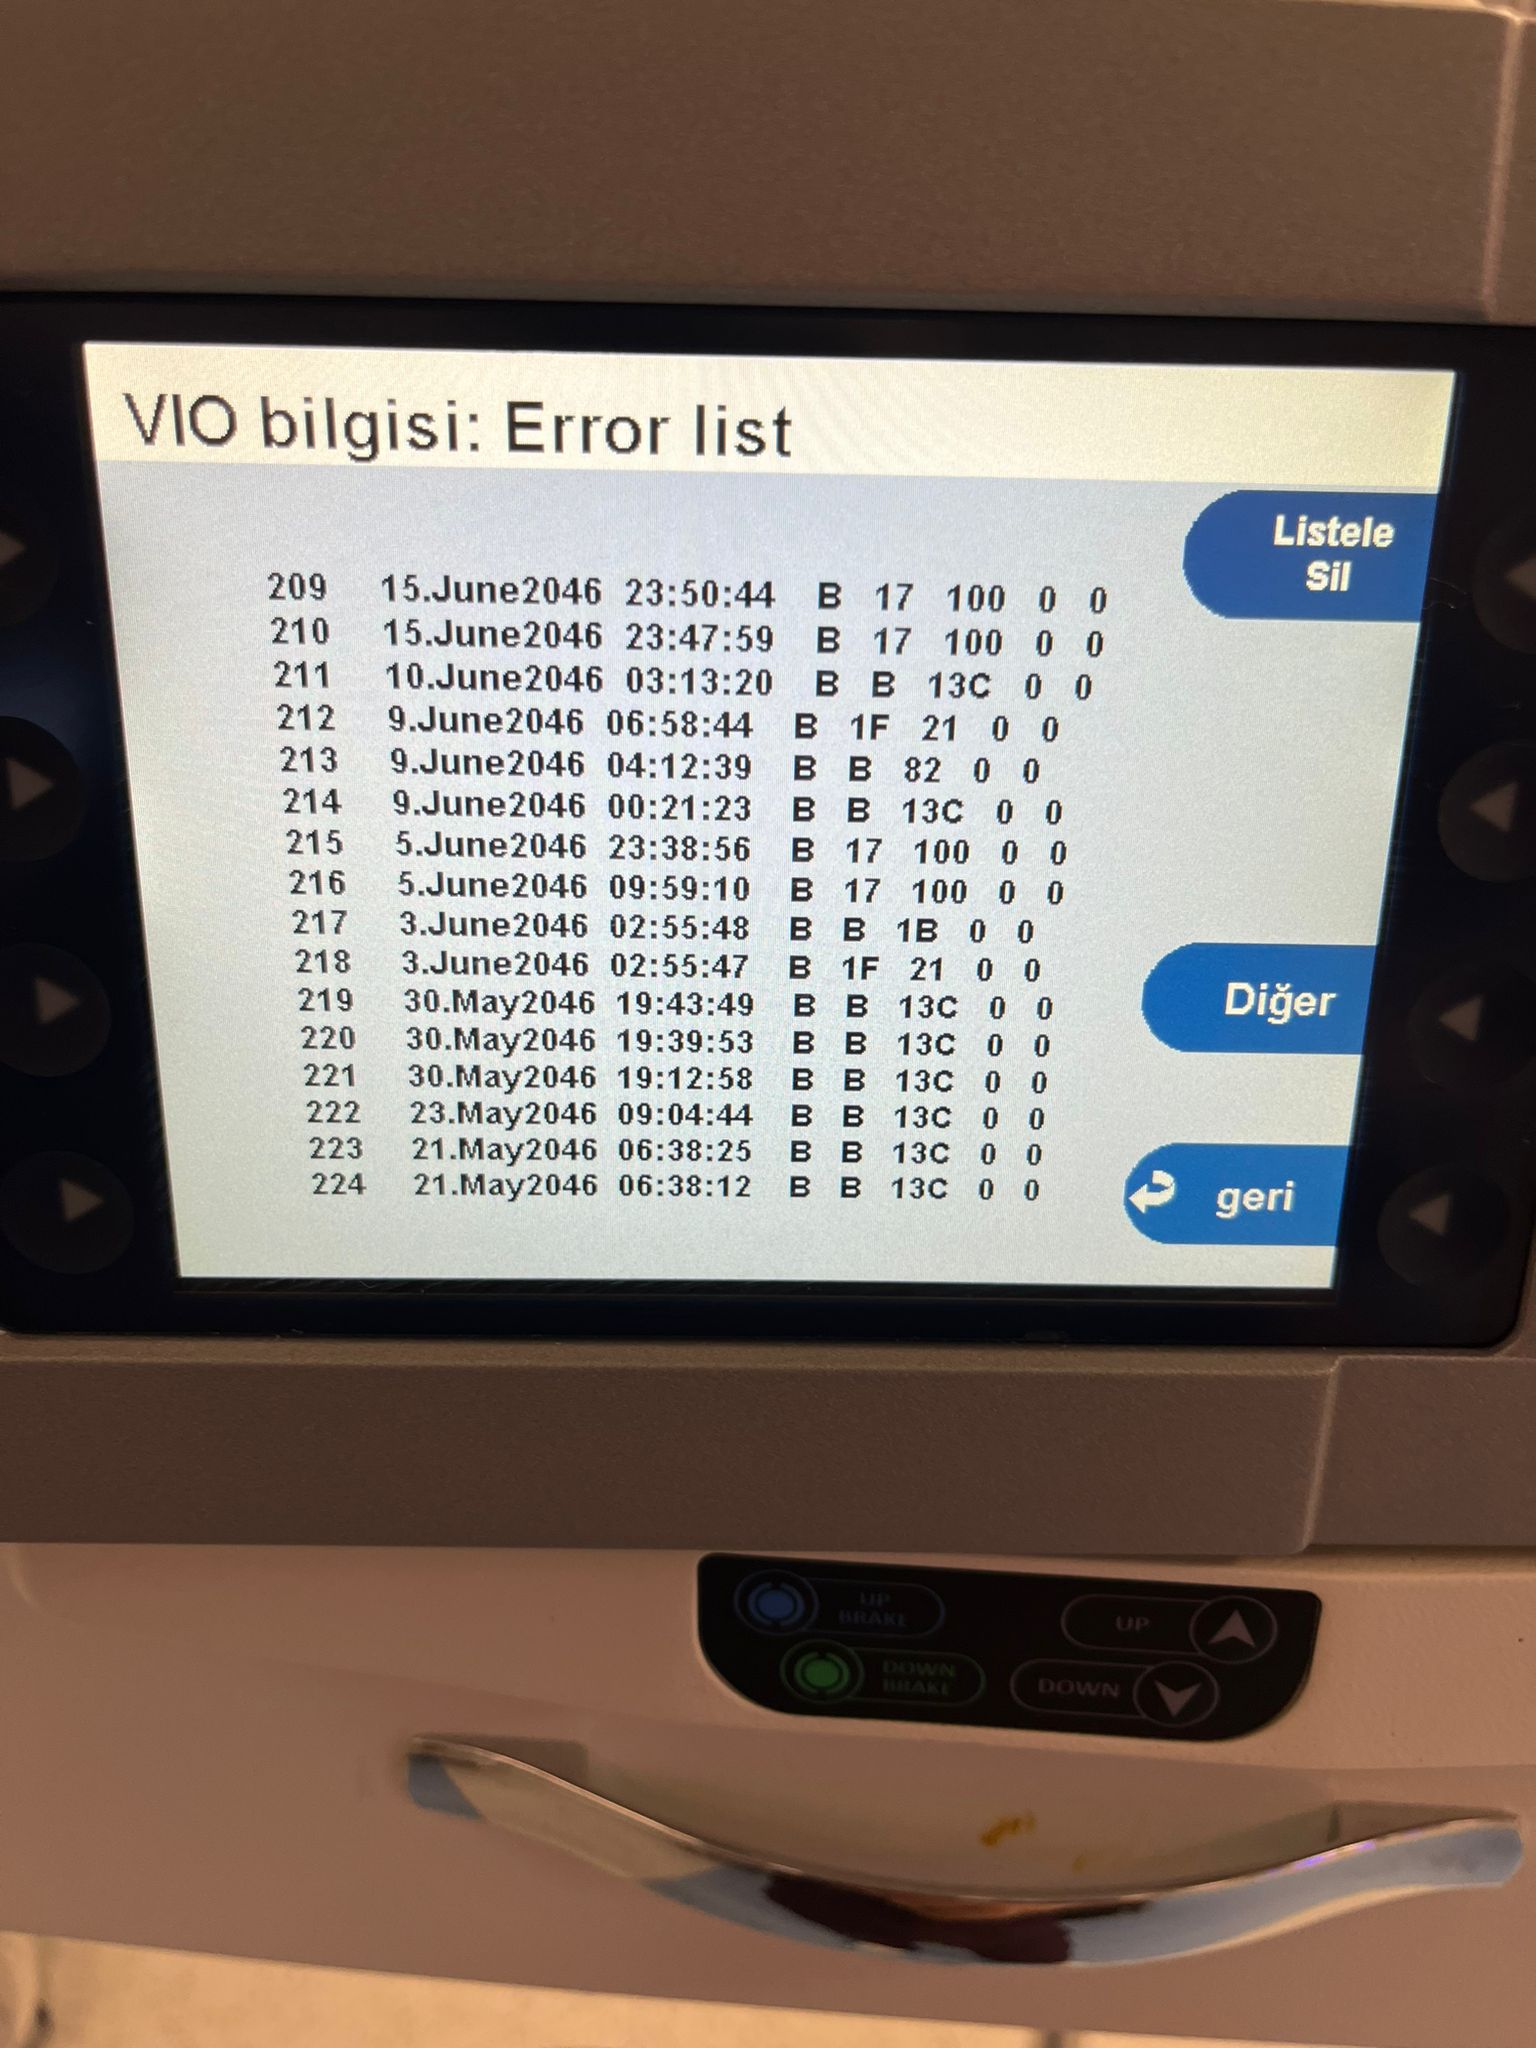 VIO bilgisi: Error list
Listele
Sil
209 15.June2046 23:50:44 B 17 100 0 0
210 15.June2046 23:47:59 B 17 100 0 0
211 10.June2046 03:13:20 B B 13C 0 0
212 9.June2046 06:58:44 B 1F 21 0 0
213 9.June2046 04:12:39 B B 82 0 0
214 9.June2046 00:21:23 B B 13C 0 0
215 5.June2046 23:38:56 B 17 100 0 0
216 5.June2046 09:59:10 B 17 100 0 0
217 3.June2046 02:55:48 B B 1B 0 0
218 3.June2046 02:55:47 B 1F 21 0 0
219 30.May2046 19:43:49 B B 13C 0 0
220 30.May2046 19:39:53 B B 13C 0 0
221 30.May2046 19:12:58 B B 13C 0 0
222 23.May2046 09:04:44 B B 13C 0 0
223 21.May2046 06:38:25 B B 13C 0 0
224 21.May2046 06:38:12 B B 13C 0 0
Diğer
geri
UP
BRAKE
UP
DOWN
BRAKE
DOWN